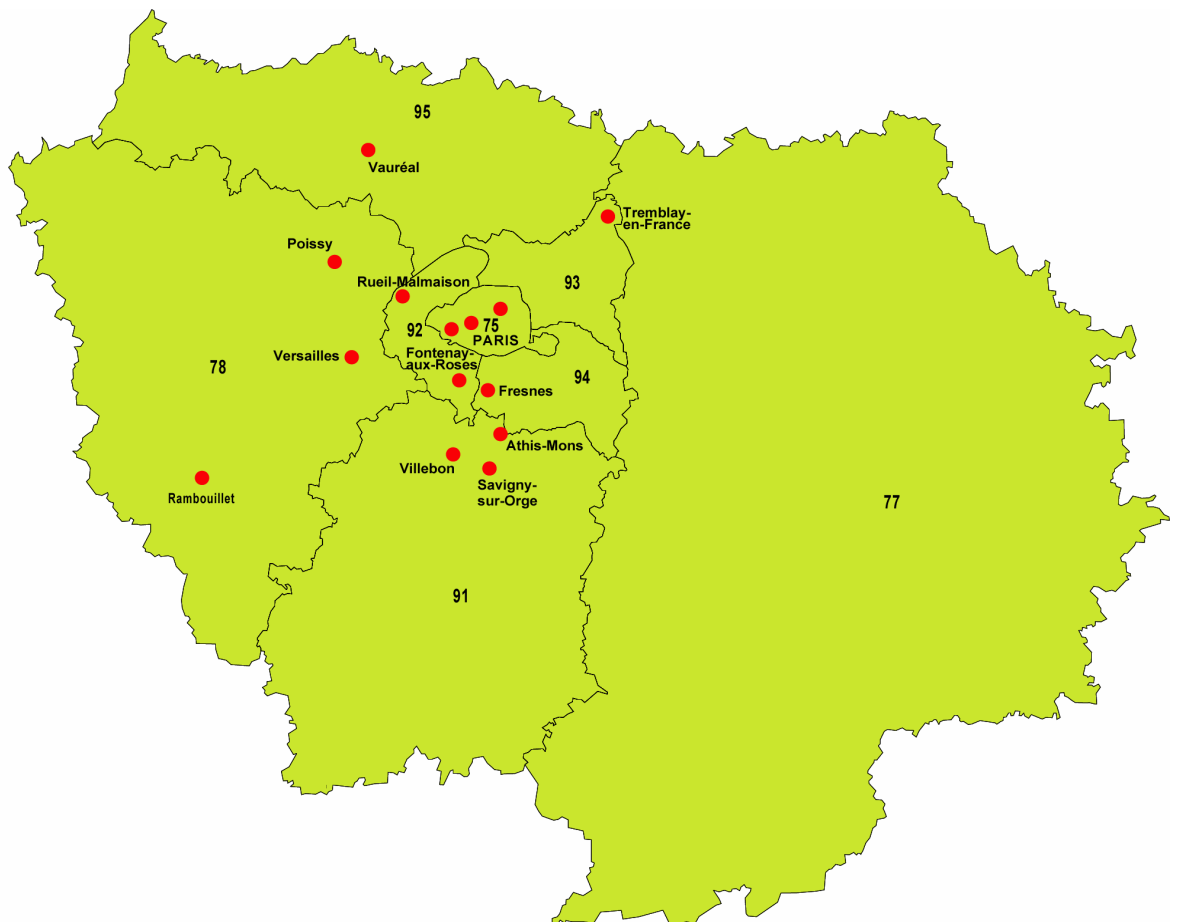 95
Vauréal
Tremblay-
en-France
Poissy
Rueil-Malmaison
93
92
75
PARIS
Versailles
Fontenay-
aux-Roses
78
94
Fresnes
Athis-Mons
Villebon
Savigny-
sur-Orge
Rambouillet
77
91